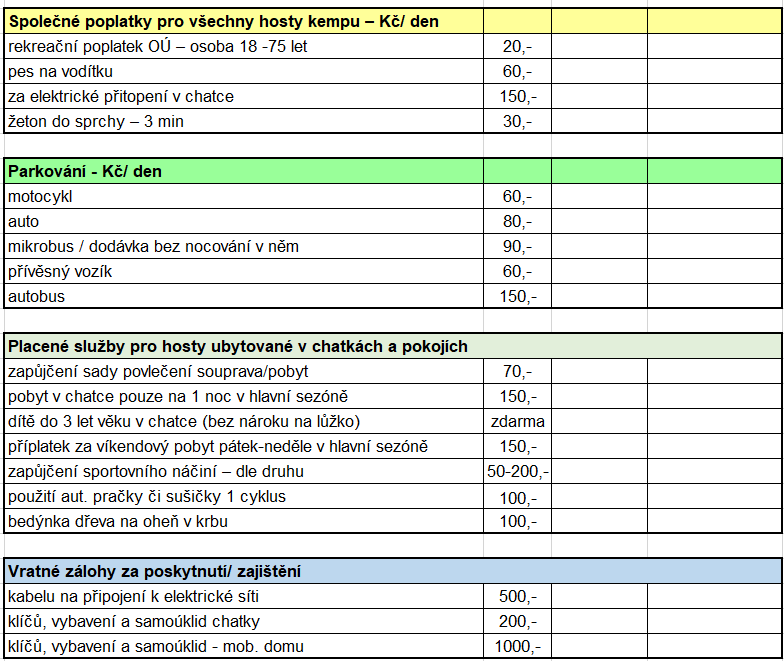 Společné poplatky pro všechny hosty kempu – Kč/ den
rekreační poplatek OÚ – osoba 18 -75 let 20,-
pes na vodítku 60,-
za elektrické přitopení v chatce 150,-
žeton do sprchy – 3 min 30,-
Parkování - Kč/ den
motocykl 60,-
auto 80,-
mikrobus / dodávka bez nocování v něm 90,-
přívěsný vozík 60,-
autobus 150,-
Placené služby pro hosty ubytované v chatkách a pokojích
zapůjčení sady povlečení souprava/pobyt 70,-
pobyt v chatce pouze na 1 noc v hlavní sezóně 150,-
dítě do 3 let věku v chatce (bez nároku na lůžko) zdarma
příplatek za víkendový pobyt pátek-neděle v hlavní sezóně 150,-
zapůjčení sportovního náčiní – dle druhu 50-200,-
použití aut. pračky či sušičky 1 cyklus 100,-
bedýnka dřeva na oheň v krbu 100,-
Vratné zálohy za poskytnutí/ zajištění
kabelu na připojení k elektrické síti 500,-
klíčů, vybavení a samoúklid chatky 200,-
klíčů, vybavení a samoúklid - mob. domu 1000,-